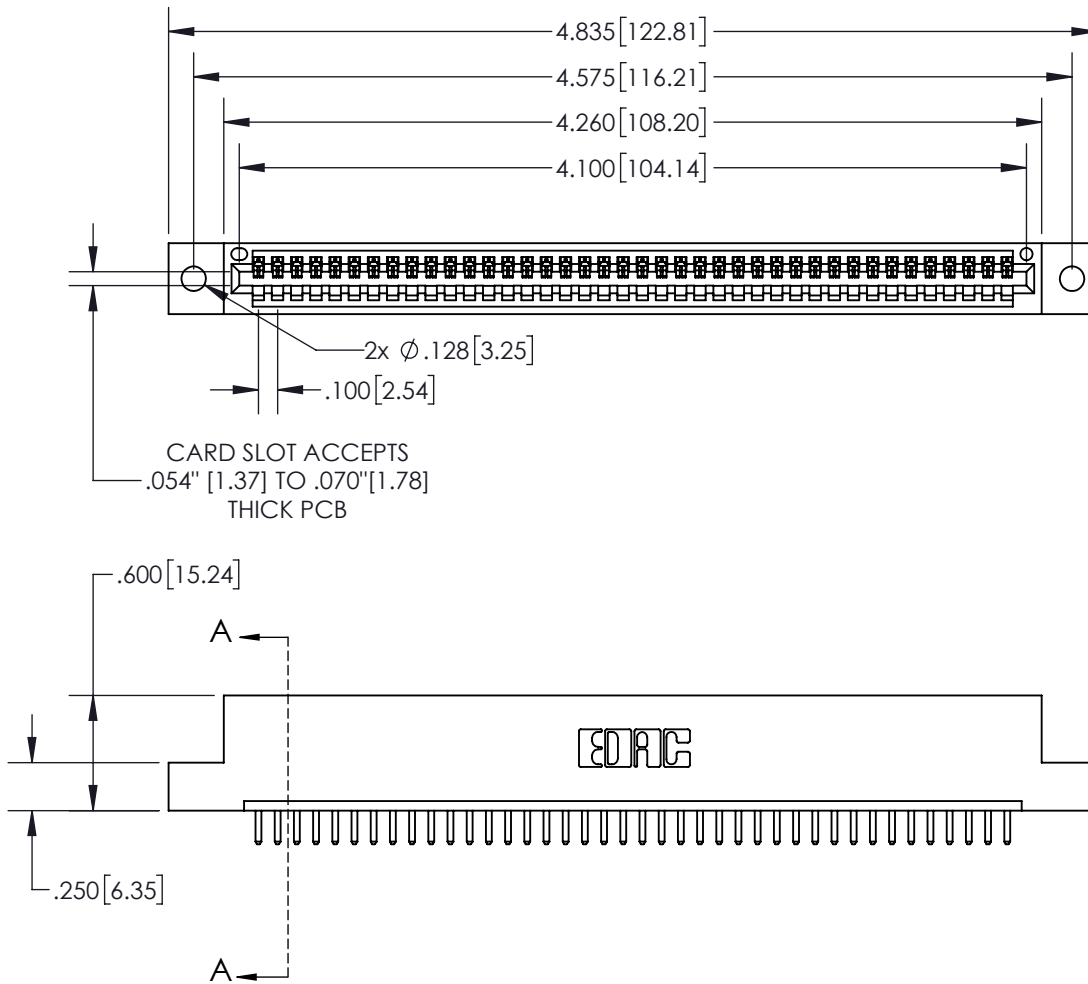 4.835[122.81]
4.575[116.21]
4.260[108.20]
4.100[104.14]
2x Ø.128[3.25]
.100[2.54]
CARD SLOT ACCEPTS
.054" [1.37] TO .070"[1.78]
THICK PCB
.600[15.24]
A
EDAC
.250[6.35]
A